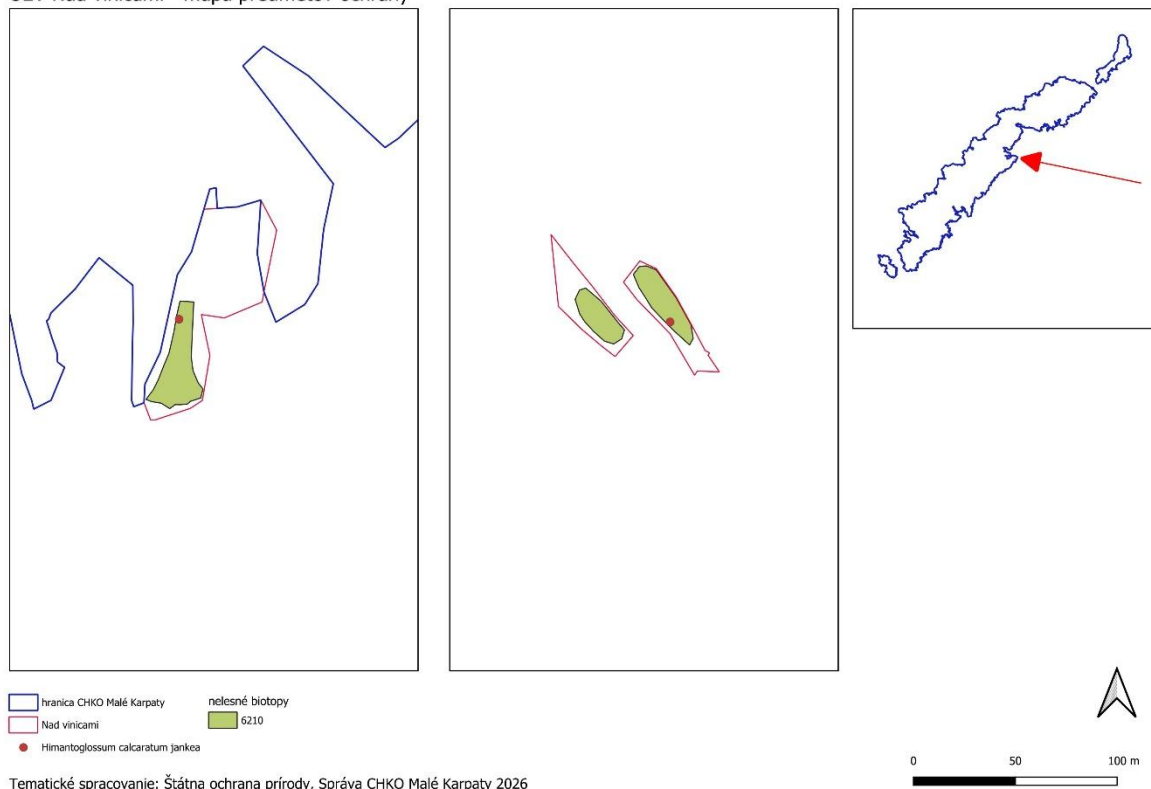 Nad vinicami - mapa predmetov ochrany
hranica CHKO Malé Karpaty
Nad vinicami
Himantoglossum calcaratum jankea
nelesné biotopy
6210
0 50 100 m
Tematické spracovanie: Štátna ochrana prírody, Správa CHKO Malé Karpaty 2026